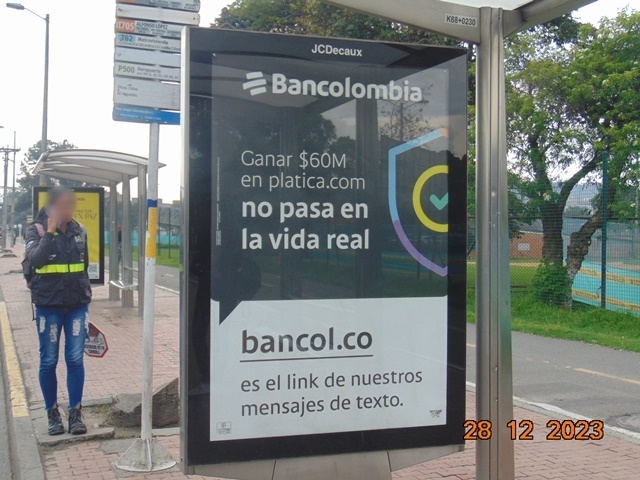 K68+0230
JCDecaux
Bancolombia
Ganar $60M
en platica.com
no pasa en
la vida real
bancol.co
es el link de nuestros
mensajes de texto.
P500
28 12 2023